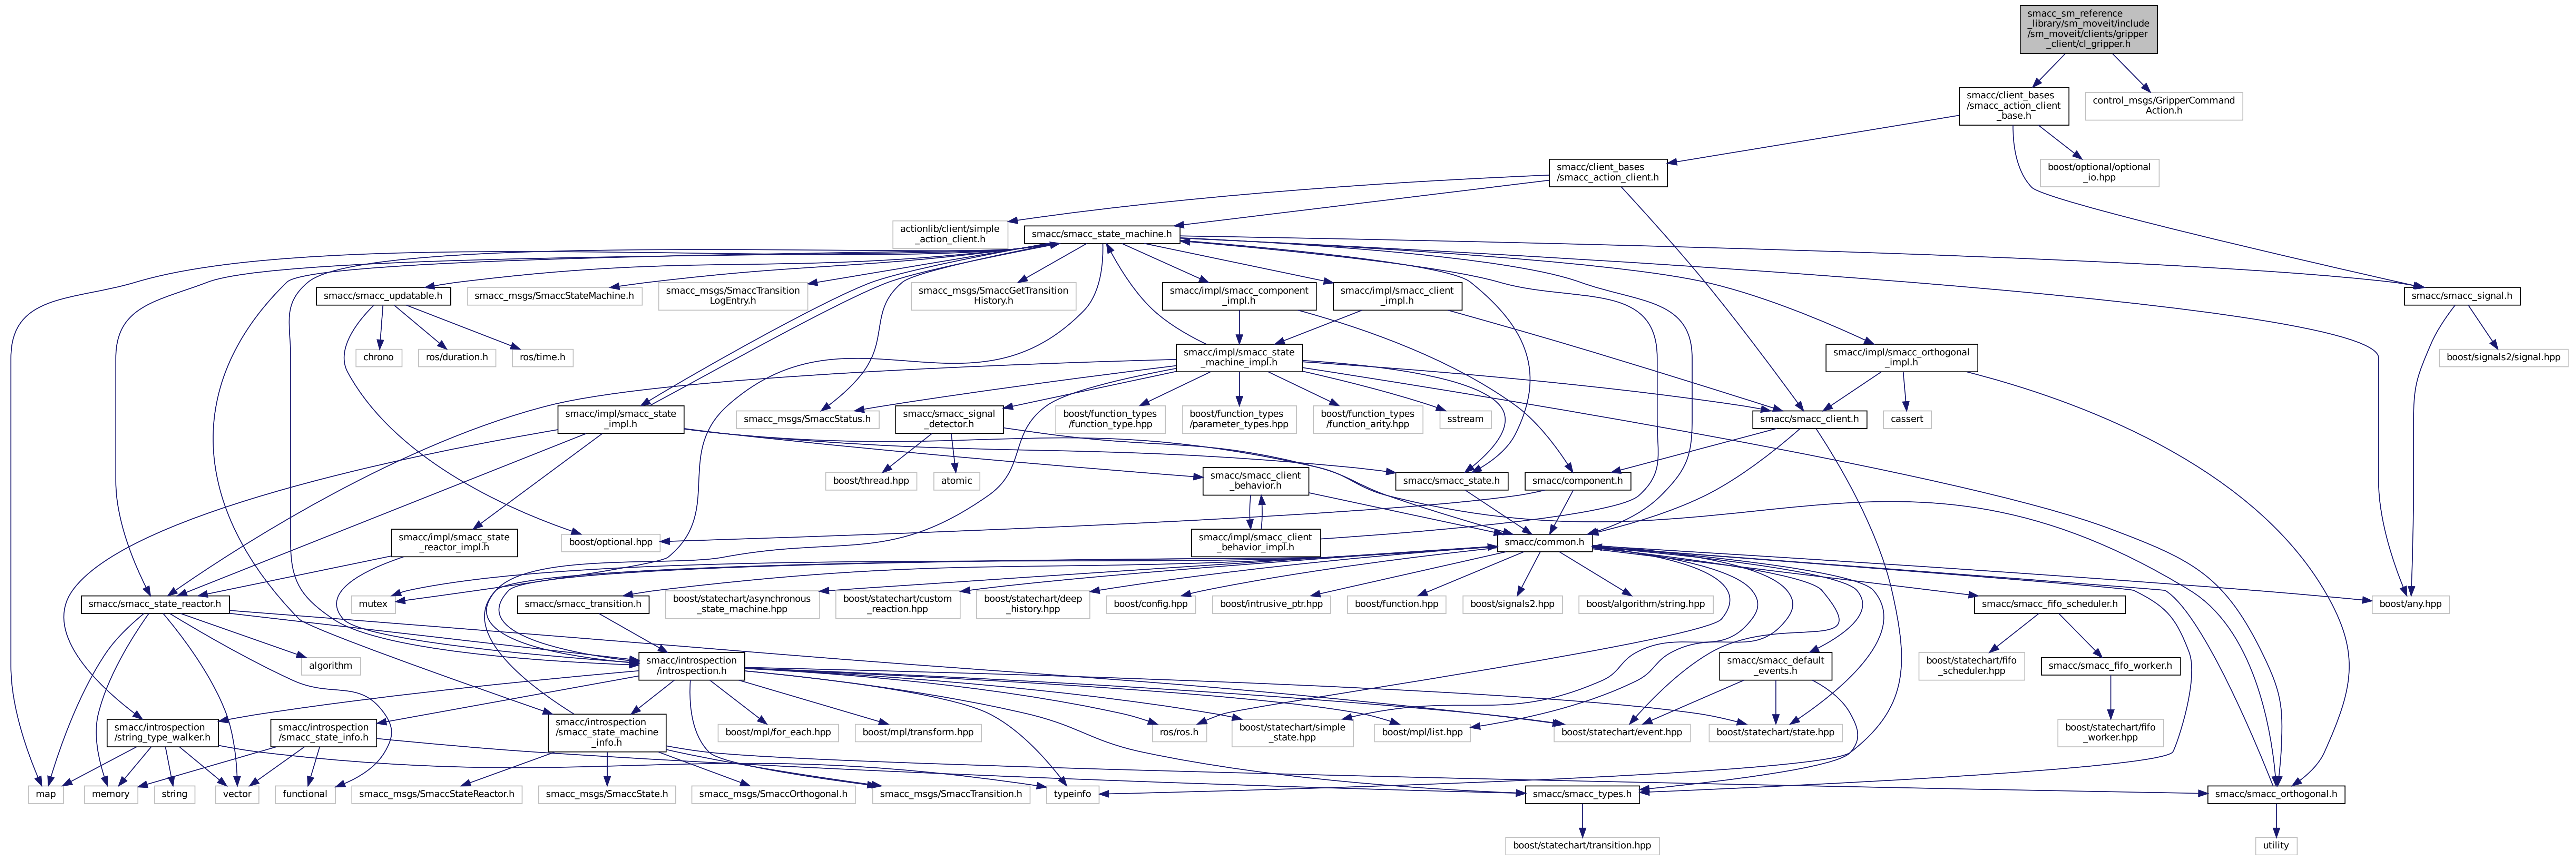 smacc_sm_reference
_library/sm_moveit/include
/sm_moveit/clients/gripper
_client/cl_gripper.h
smacc/client_bases
/smacc_action_client
_base.h
control_msgs/GripperCommand
Action.h
smacc/client_bases
/smacc_action_client.h
boost/optional/optional
_io.hpp
actionlib/client/simple
_action_client.h
smacc/smacc_state_machine.h
smacc/smacc_updatable.h
smacc_msgs/SmaccStateMachine.h
smacc_msgs/SmaccTransition
LogEntry.h
smacc_msgs/SmaccGetTransition
History.h
smacc/impl/smacc_component
_impl.h
smacc/impl/smacc_client
_impl.h
smacc/smacc_signal.h
chrono
ros/duration.h
ros/time.h
smacc/impl/smacc_state
_machine_impl.h
smacc/impl/smacc_orthogonal
_impl.h
boost/signals2/signal.hpp
smacc/impl/smacc_state
_impl.h
smacc_msgs/SmaccStatus.h
smacc/smacc_signal
_detector.h
boost/function_types
/function_type.hpp
boost/function_types
/parameter_types.hpp
boost/function_types
/function_arity.hpp
sstream
smacc/smacc_client.h
cassert
boost/thread.hpp
atomic
smacc/smacc_client
_behavior.h
smacc/smacc_state.h
smacc/component.h
smacc/impl/smacc_state
_reactor_impl.h
boost/optional.hpp
smacc/impl/smacc_client
_behavior_impl.h
smacc/common.h
smacc/smacc_state_reactor.h
mutex
smacc/smacc_transition.h
boost/statechart/asynchronous
_state_machine.hpp
boost/statechart/custom
_reaction.hpp
boost/statechart/deep
_history.hpp
boost/config.hpp
boost/intrusive_ptr.hpp
boost/function.hpp
boost/signals2.hpp
boost/algorithm/string.hpp
smacc/smacc_fifo_scheduler.h
boost/any.hpp
algorithm
smacc/introspection
/introspection.h
smacc/smacc_default
_events.h
boost/statechart/fifo
_scheduler.hpp
smacc/smacc_fifo_worker.h
smacc/introspection
/string_type_walker.h
smacc/introspection
/smacc_state_info.h
smacc/introspection
/smacc_state_machine
_info.h
boost/mpl/for_each.hpp
boost/mpl/transform.hpp
ros/ros.h
boost/statechart/simple
_state.hpp
boost/mpl/list.hpp
boost/statechart/event.hpp
boost/statechart/state.hpp
boost/statechart/fifo
_worker.hpp
map
memory
string
vector
functional
smacc_msgs/SmaccStateReactor.h
smacc_msgs/SmaccState.h
smacc_msgs/SmaccOrthogonal.h
smacc_msgs/SmaccTransition.h
typeinfo
smacc/smacc_types.h
smacc/smacc_orthogonal.h
boost/statechart/transition.hpp
utility